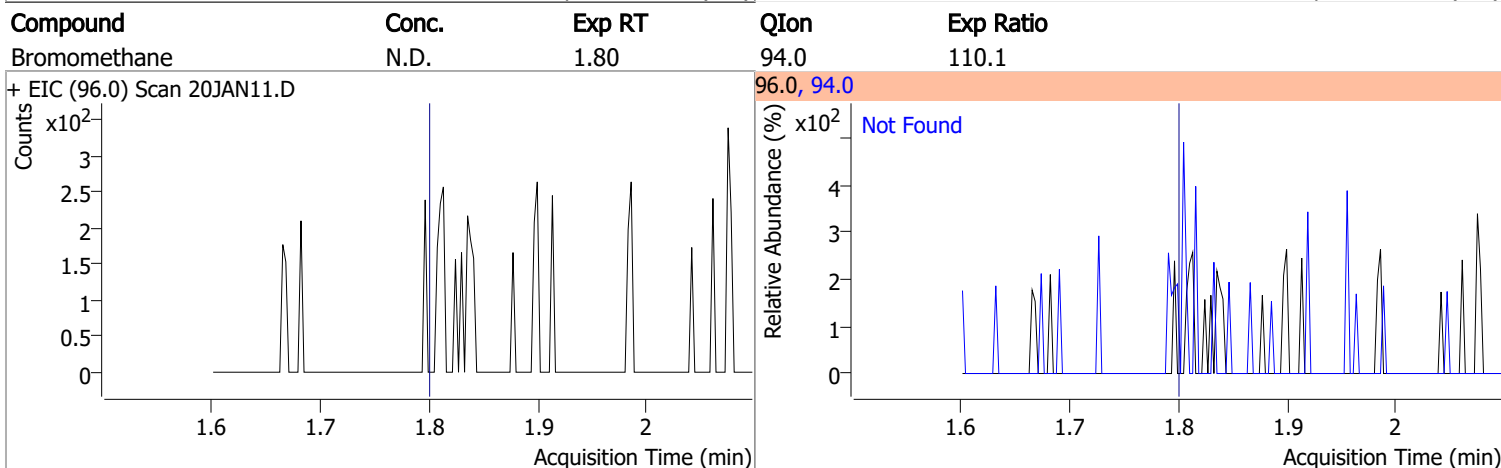 Compound Conc. Exp RT QIon Exp Ratio
Bromomethane N.D. 1.80 94.0 110.1
+ EIC (96.0) Scan 20JAN11.D
Counts
x10²
3
2.5
2
1.5
1
0.5
0
1.6 1.7 1.8 1.9 2
Acquisition Time (min)
96.0, 94.0
Relative Abundance (%)
x10²
Not Found
4
3
2
1
0
1.6 1.7 1.8 1.9 2
Acquisition Time (min)